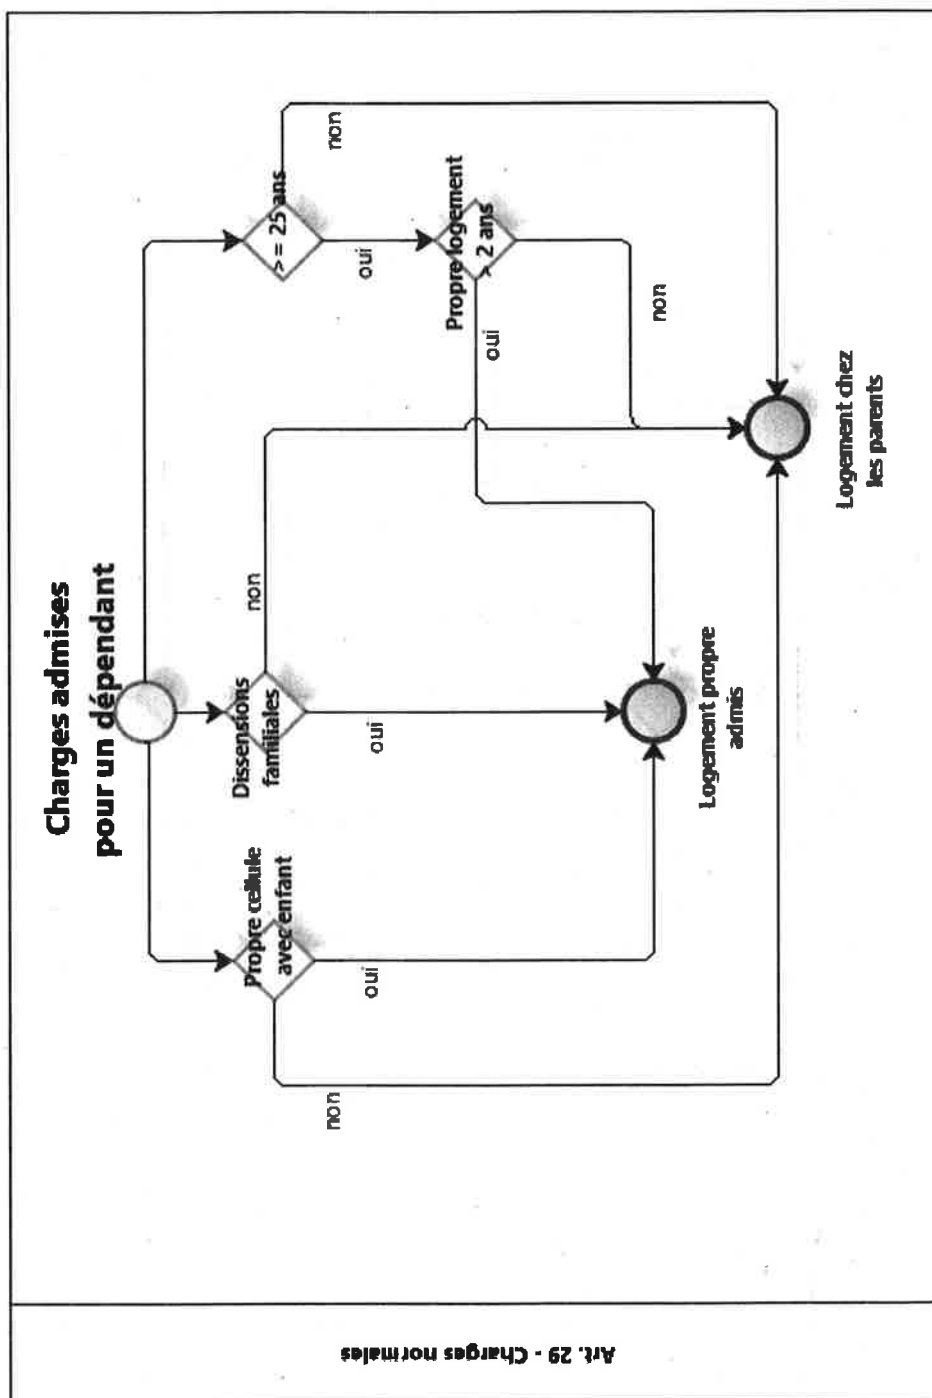 Art. 29 - Charges normales
Charges admises
pour un dépendant
Propre cellule
avec enfant
Dissensions
familiales
> = 25 ans
non
oui
Propre logement
> 2 ans
non
oui
oui
oui
non
non
Logement propre
admis
Logement chez
les parents